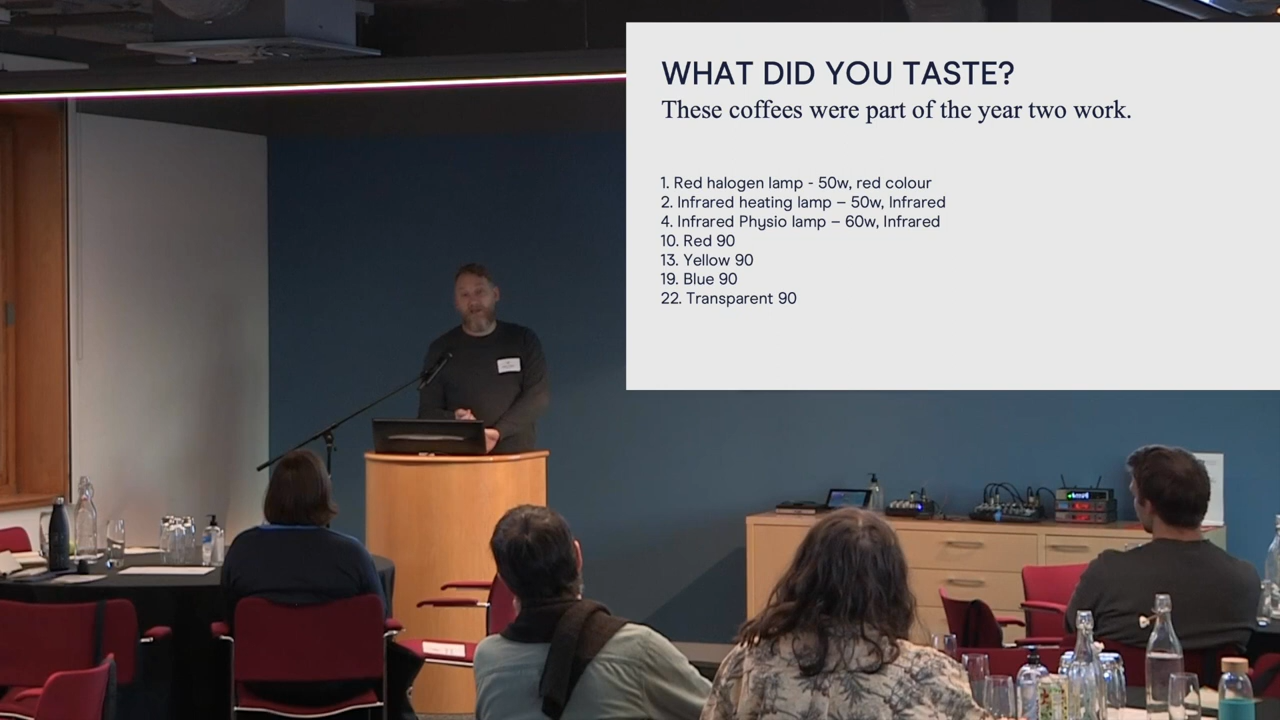 WHAT DID YOU TASTE?
These coffees were part of the year two work.
1. Red halogen lamp - 50w, red colour
2. Infrared heating lamp – 50w, Infrared
4. Infrared Physio lamp – 60w, Infrared
10. Red 90
13. Yellow 90
19. Blue 90
22. Transparent 90